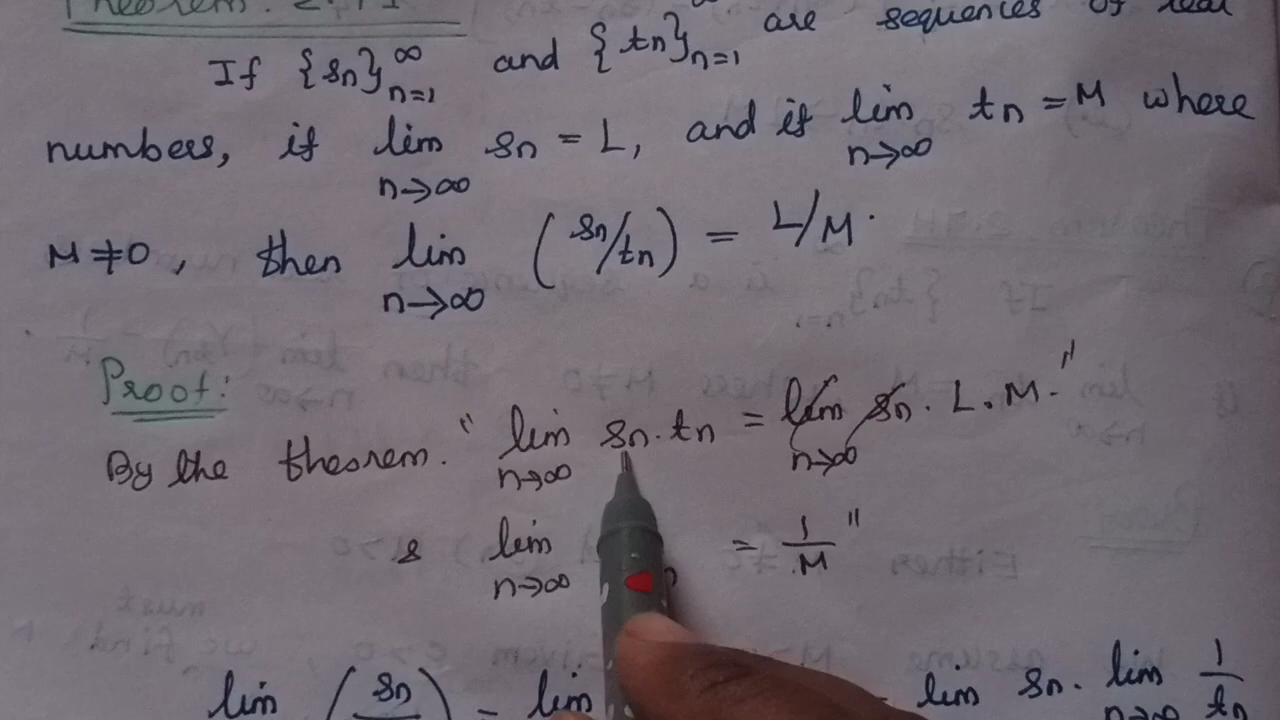 Theorem:
If {sn}∞n=1 and {tn}n=1 are sequences of real
numbers, if lim n→∞ sn = L, and if lim n→∞ tn = M where
M ≠ 0, then lim n→∞ (sn/tn) = L/M.
Proof:
By the theorem. " lim n→∞ sn. tn = L. M. "
& lim n→∞ = 1/M "
lim (sn = lim lim sn. lim n→∞ 1/tn